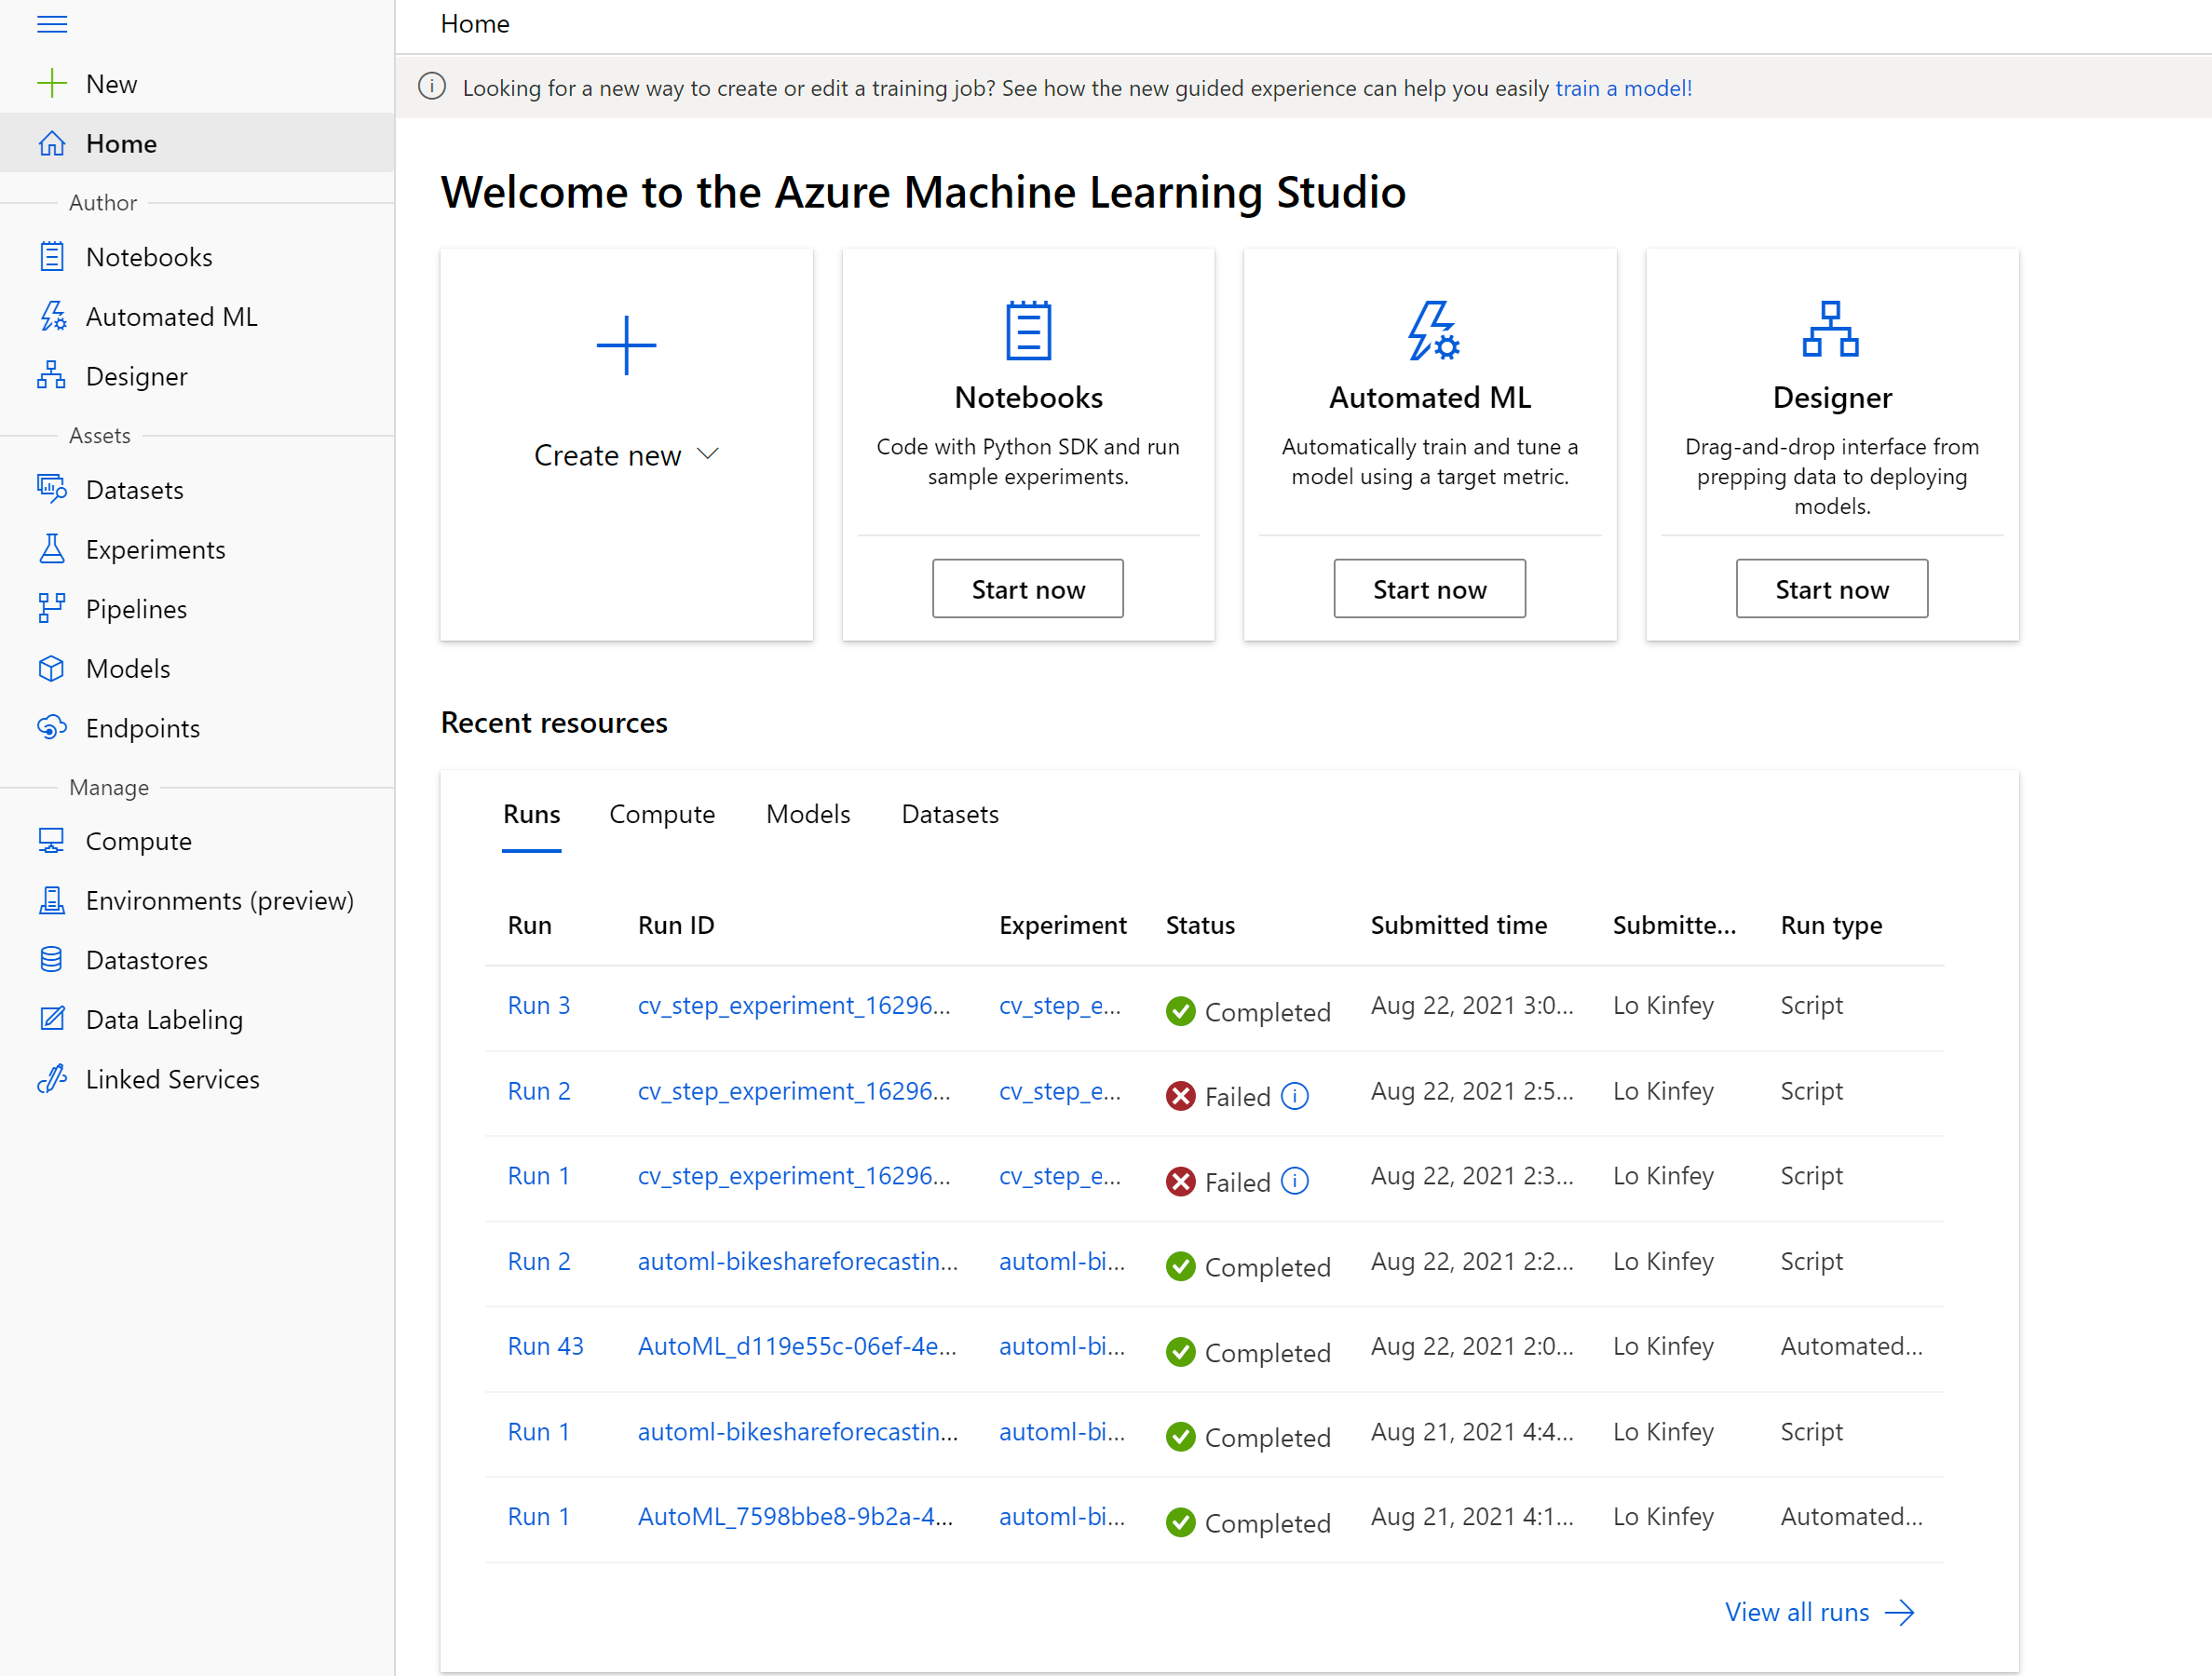 Home
New
Home
Author
Notebooks
Automated ML
Designer
Assets
Datasets
Experiments
Pipelines
Models
Endpoints
Manage
Compute
Environments (preview)
Datastores
Data Labeling
Linked Services
Looking for a new way to create or edit a training job? See how the new guided experience can help you easily train a model!
Welcome to the Azure Machine Learning Studio
Create new
Notebooks
Code with Python SDK and run
sample experiments.
Start now
Automated ML
Automatically train and tune a
model using a target metric.
Start now
Designer
Drag-and-drop interface from
prepping data to deploying
models.
Start now
Recent resources
Runs Compute Models Datasets
Run Run ID Experiment Status Submitted time Submitte... Run type
Run 3 cv_step_experiment_16296... cv_step_e... Completed Aug 22, 2021 3:0... Lo Kinfey Script
Run 2 cv_step_experiment_16296... cv_step_e... Failed Aug 22, 2021 2:5... Lo Kinfey Script
Run 1 cv_step_experiment_16296... cv_step_e... Failed Aug 22, 2021 2:3... Lo Kinfey Script
Run 2 automl-bikeshareforecastin... automl-bi... Completed Aug 22, 2021 2:2... Lo Kinfey Script
Run 43 AutoML_d119e55c-06ef-4e... automl-bi... Completed Aug 22, 2021 2:0... Lo Kinfey Automated...
Run 1 automl-bikeshareforecastin... automl-bi... Completed Aug 21, 2021 4:4... Lo Kinfey Script
Run 1 AutoML_7598bbe8-9b2a-4... automl-bi... Completed Aug 21, 2021 4:1... Lo Kinfey Automated...
View all runs